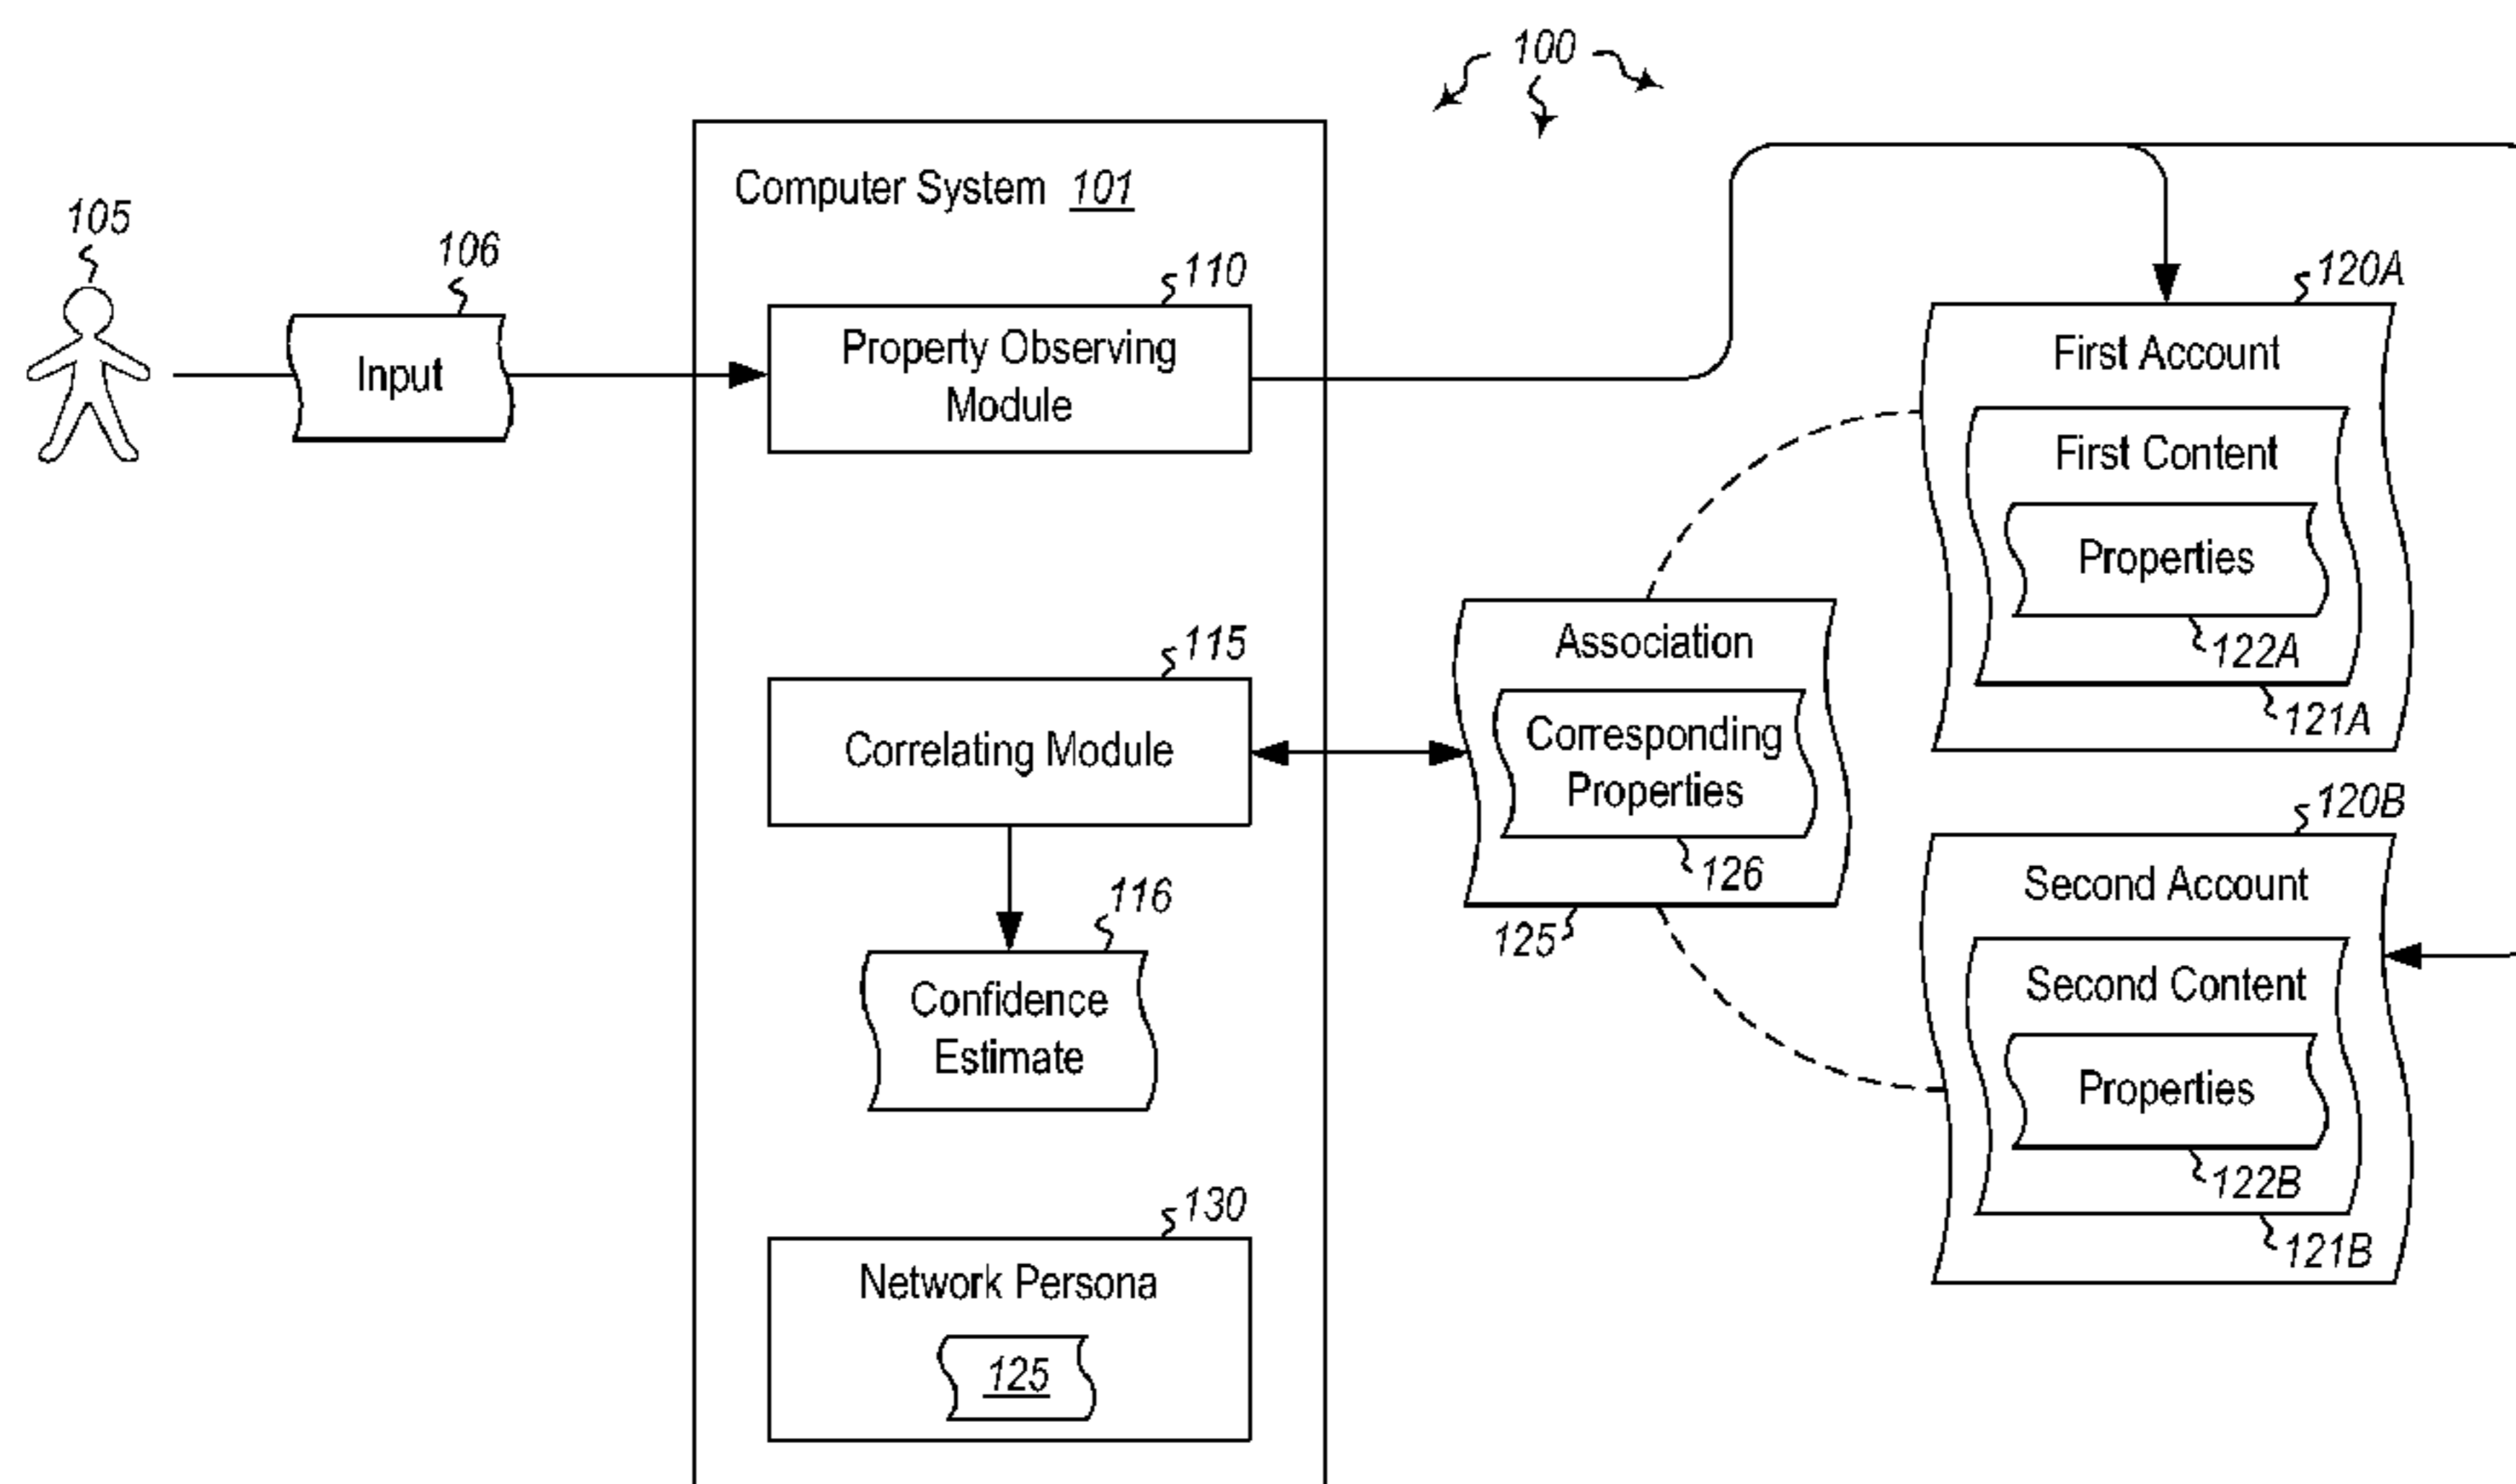 100
Computer System 101
105
106
Input
110
Property Observing
Module
120A
First Account
First Content
Properties
122A
121A
115
Correlating Module
Association
Corresponding
Properties
126
125
116
Confidence
Estimate
120B
Second Account
Second Content
Properties
122B
121B
130
Network Persona
125